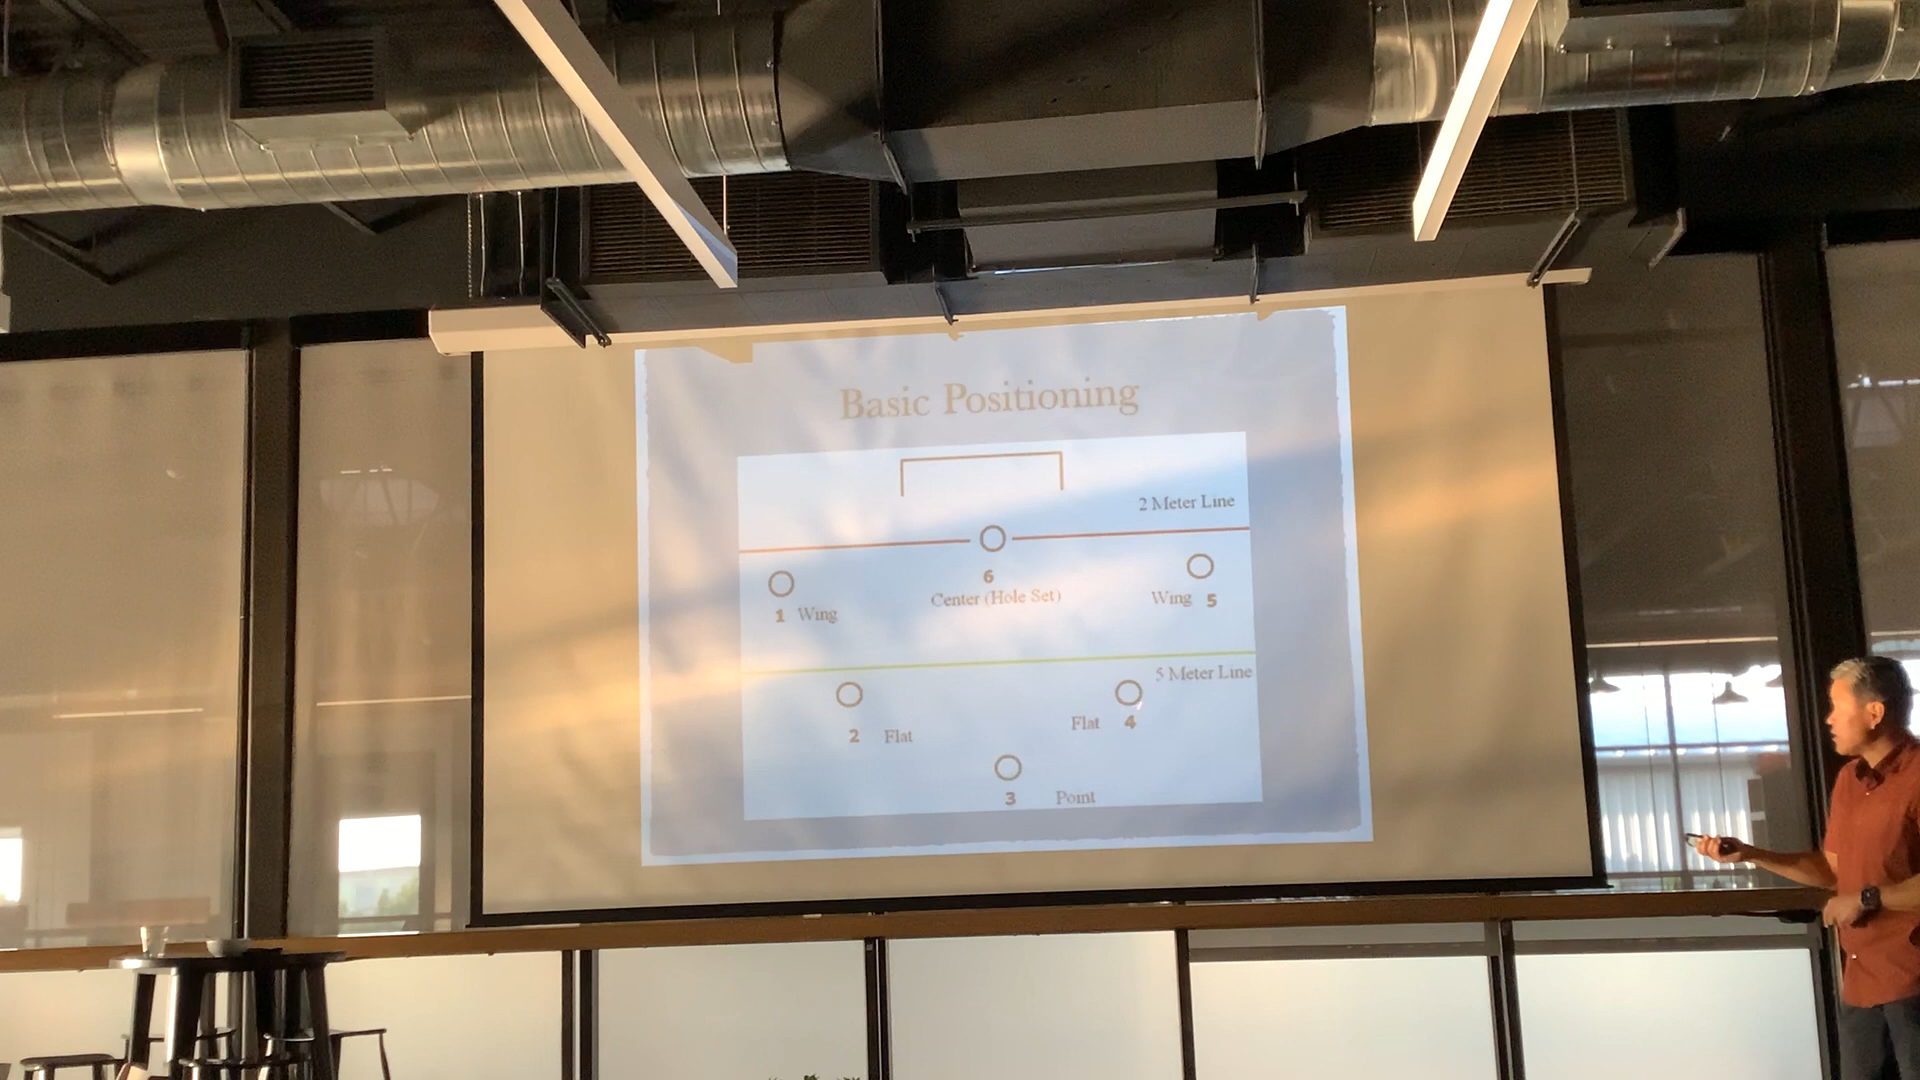 Basic Positioning
2 Meter Line
6
Center (Hole Set)
1 Wing
Wing 5
5 Meter Line
2 Flat
Flat 4
3 Point